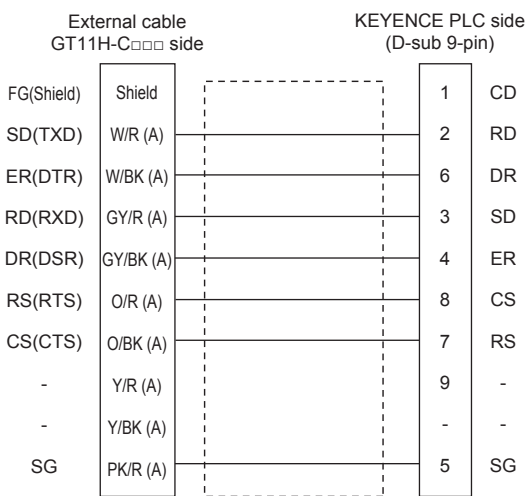 External cable GT11H-C□□□ side
KEYENCE PLC side (D-sub 9-pin)
FG(Shield) Shield 1 CD
SD(TXD) W/R (A) 2 RD
ER(DTR) W/BK (A) 6 DR
RD(RXD) GY/R (A) 3 SD
DR(DSR) GY/BK (A) 4 ER
RS(RTS) O/R (A) 8 CS
CS(CTS) O/BK (A) 7 RS
- Y/R (A) 9 -
- Y/BK (A) - -
SG PK/R (A) 5 SG